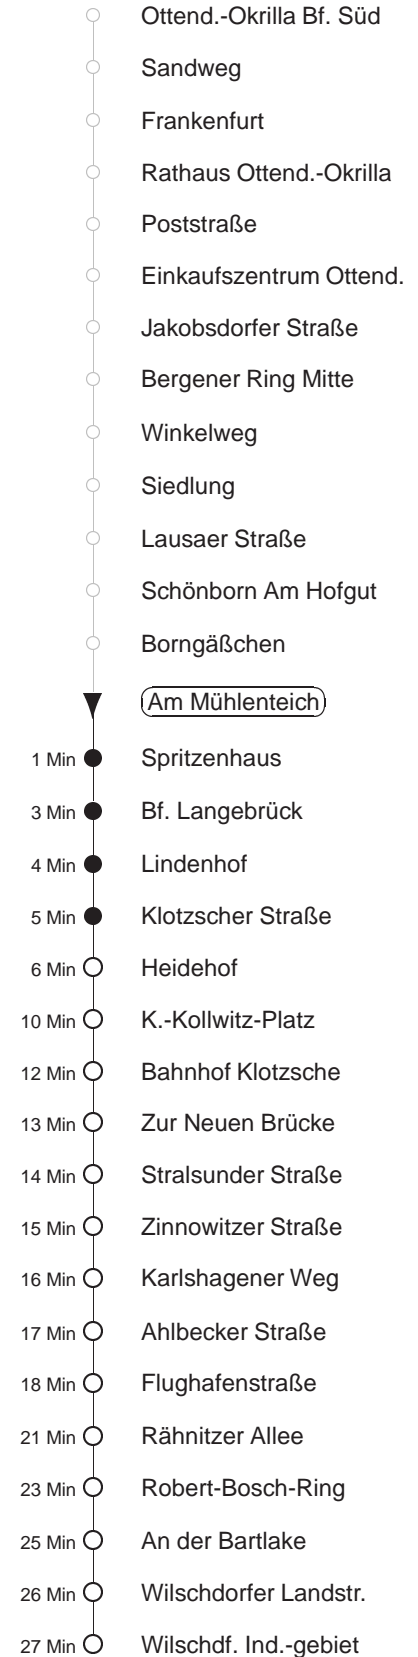 Ottend.-Okrilla Bf. Süd
Sandweg
Frankenfurt
Rathaus Ottend.-Okrilla
Poststraße
Einkaufszentrum Ottend.
Jakobsdorfer Straße
Bergener Ring Mitte
Winkelweg
Siedlung
Lausaer Straße
Schönborn Am Hofgut
Borngäßchen
Am Mühlenteich
1 Min Spritzenhaus
3 Min Bf. Langebrück
4 Min Lindenhof
5 Min Klotzscher Straße
6 Min Heidehof
10 Min K.-Kollwitz-Platz
12 Min Bahnhof Klotzsche
13 Min Zur Neuen Brücke
14 Min Stralsunder Straße
15 Min Zinnowitzer Straße
16 Min Karlshagener Weg
17 Min Ahlbecker Straße
18 Min Flughafenstraße
21 Min Rähnitzer Allee
23 Min Robert-Bosch-Ring
25 Min An der Bartlake
26 Min Wilschdorfer Landstr.
27 Min Wilschdf. Ind.-gebiet